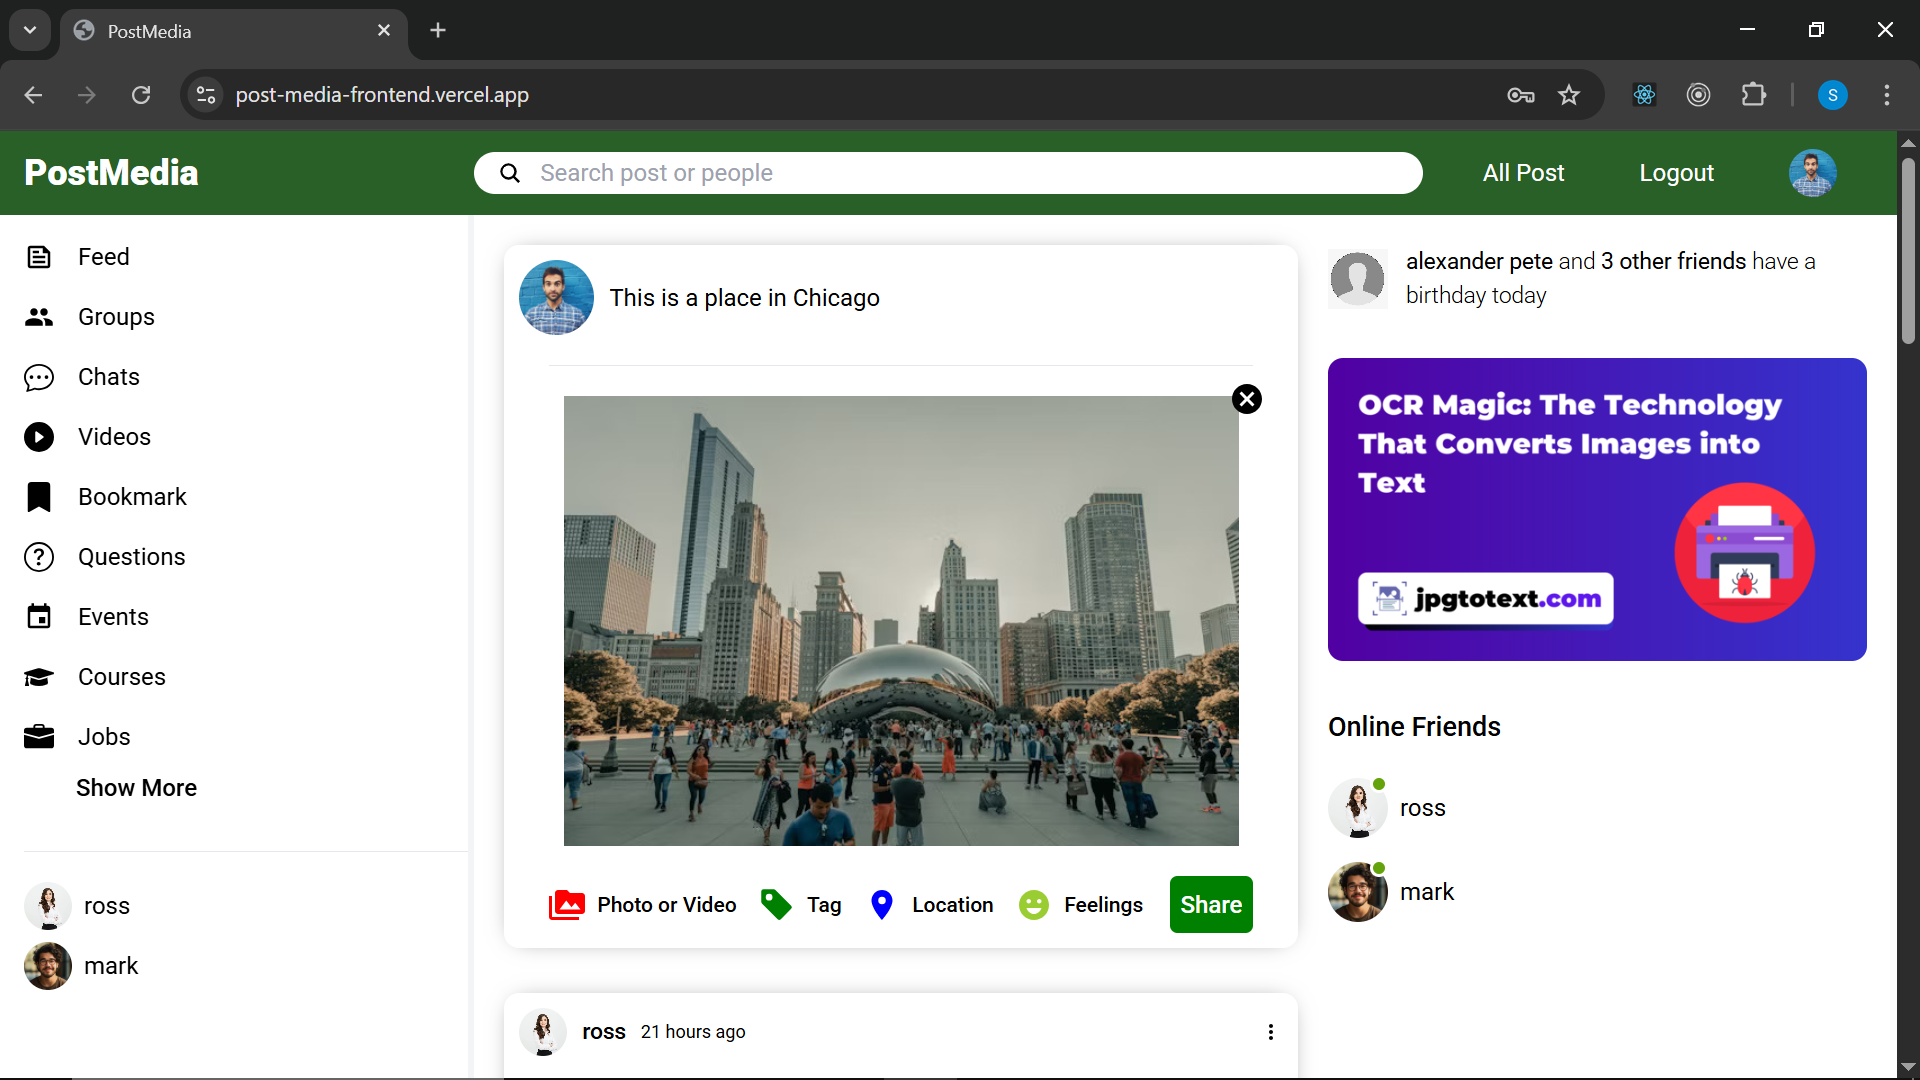 PostMedia
post-media-frontend.vercel.app
S
PostMedia
Search post or people
All Post
Logout
Feed
Groups
Chats
Videos
Bookmark
Questions
Events
Courses
Jobs
Show More
ross
mark
This is a place in Chicago
Photo or Video
Tag
Location
Feelings
Share
ross 21 hours ago
alexander pete and 3 other friends have a
birthday today
OCR Magic: The Technology
That Converts Images into
Text
jpgtotext.com
Online Friends
ross
mark